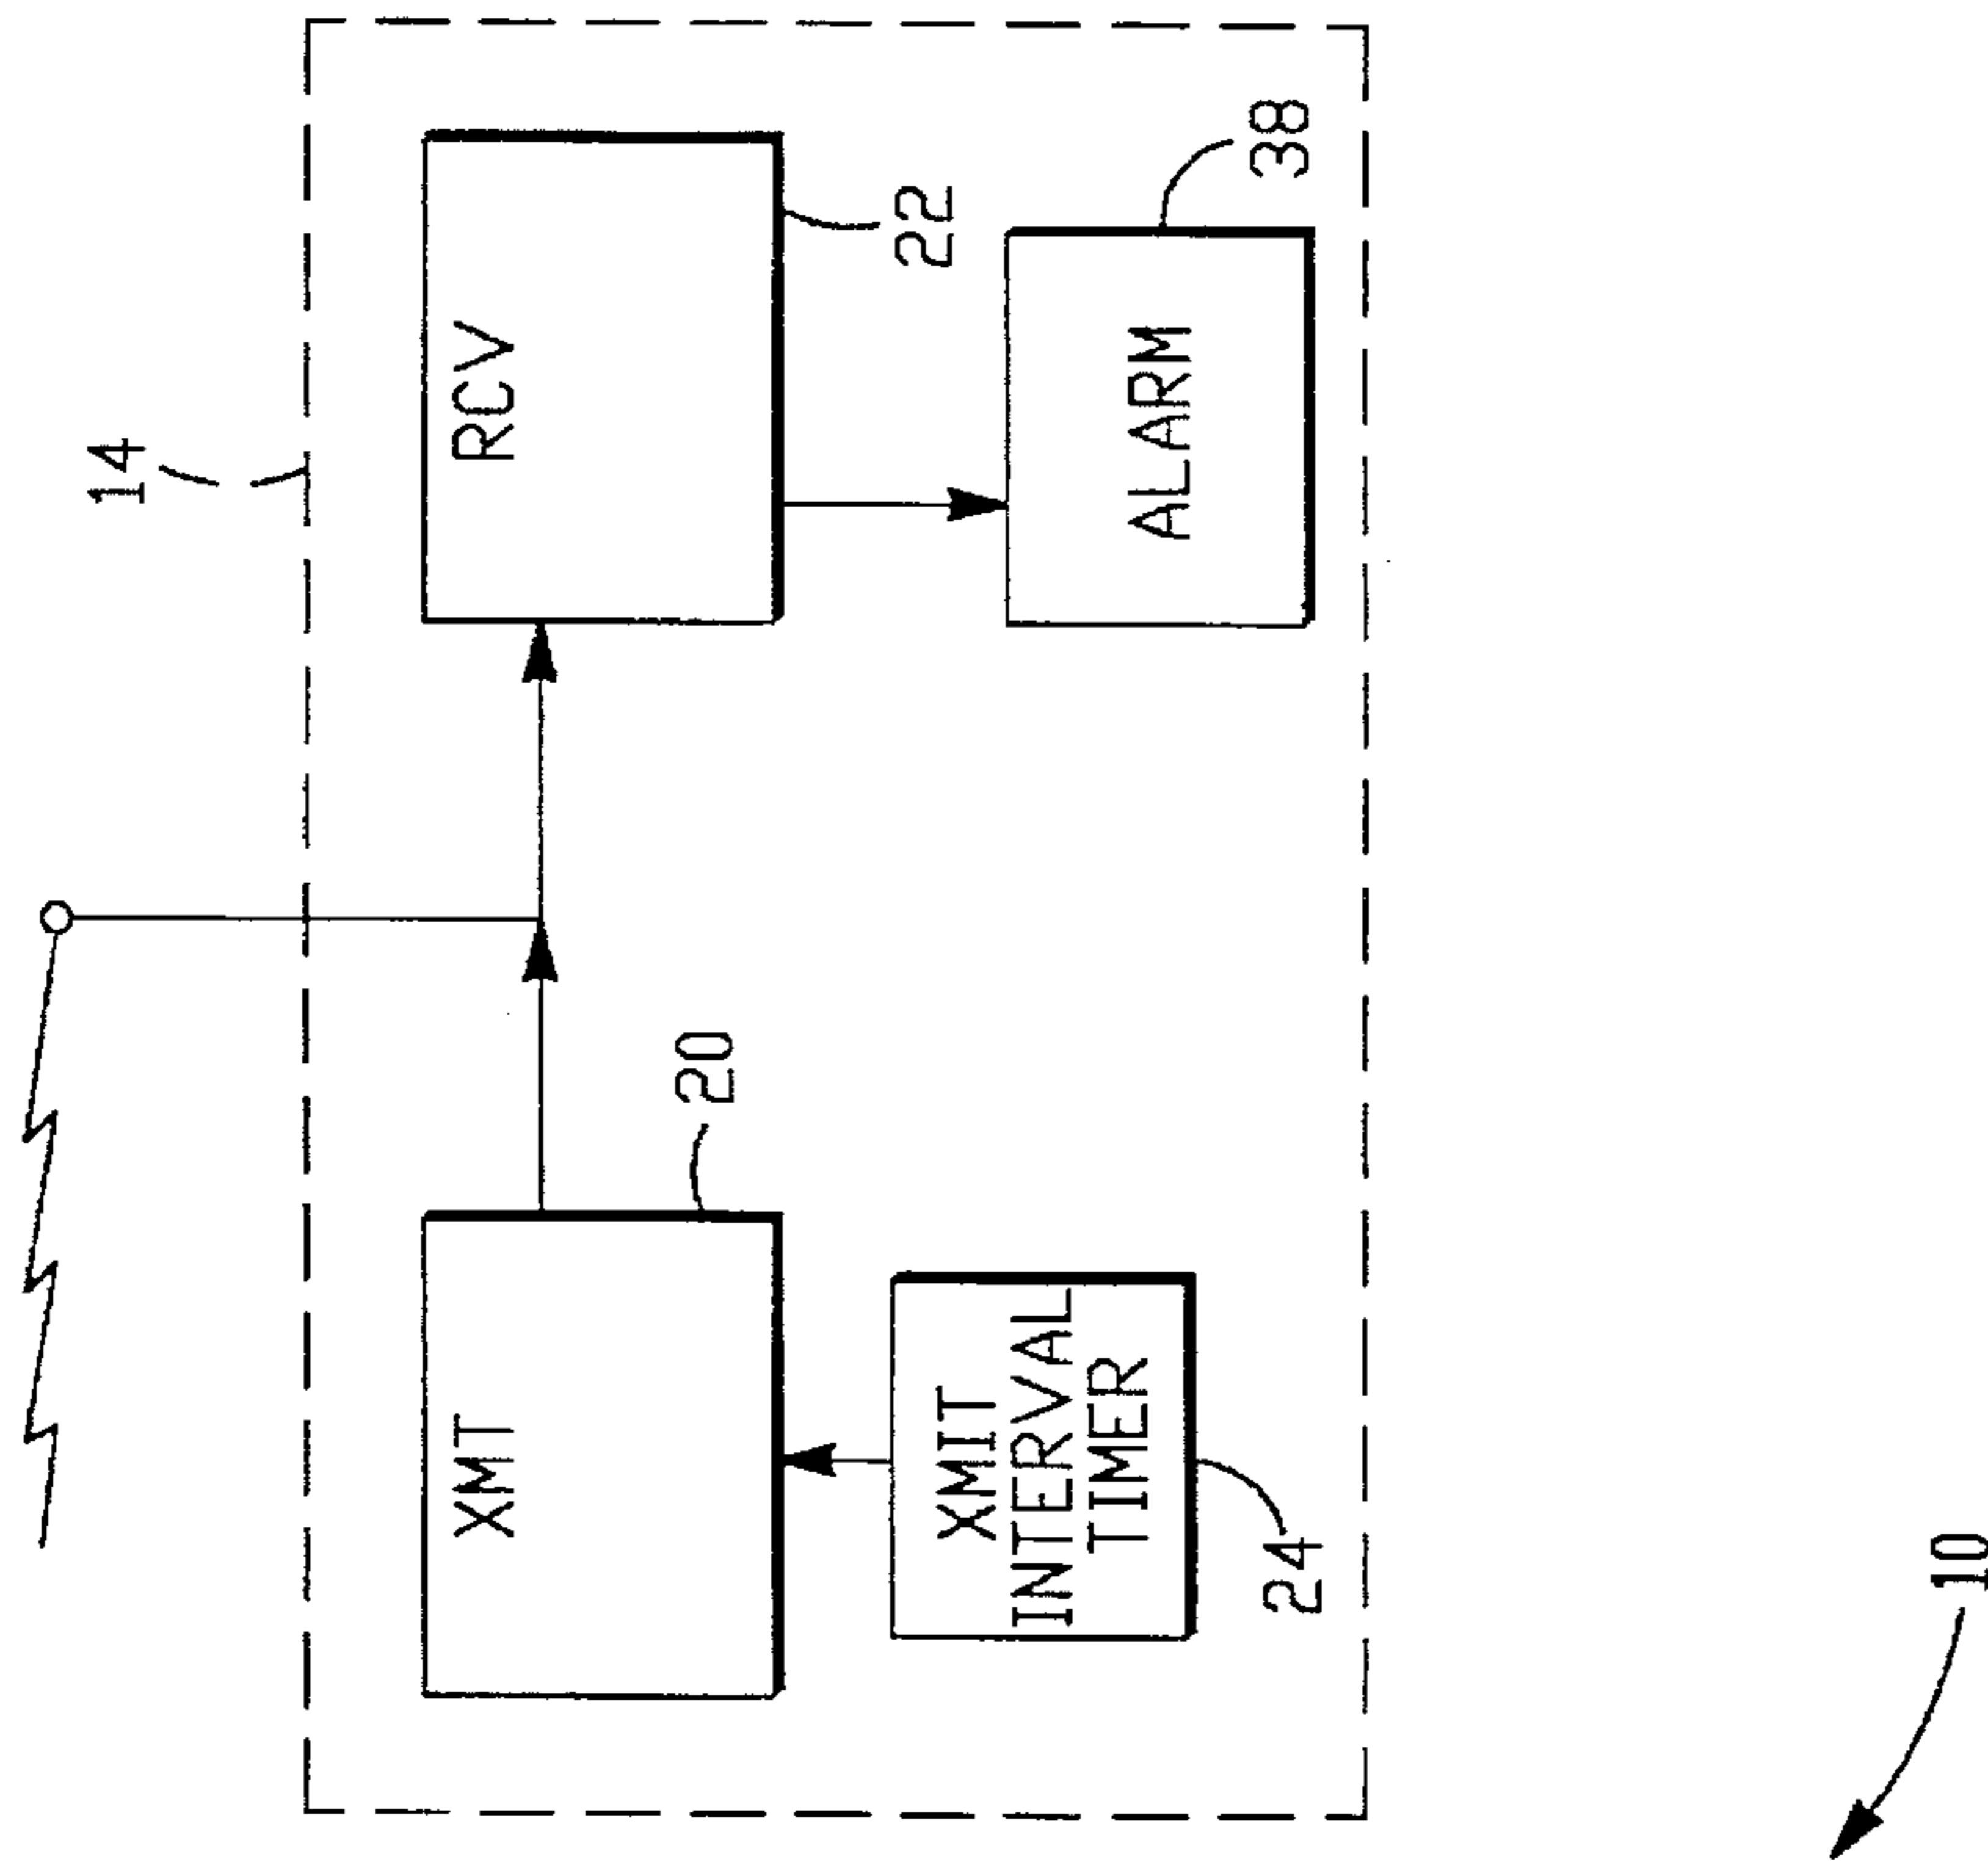 14
XMT
20
RCV
22
XMIT
INTERVAL
TIMER
24
ALARM
38
10